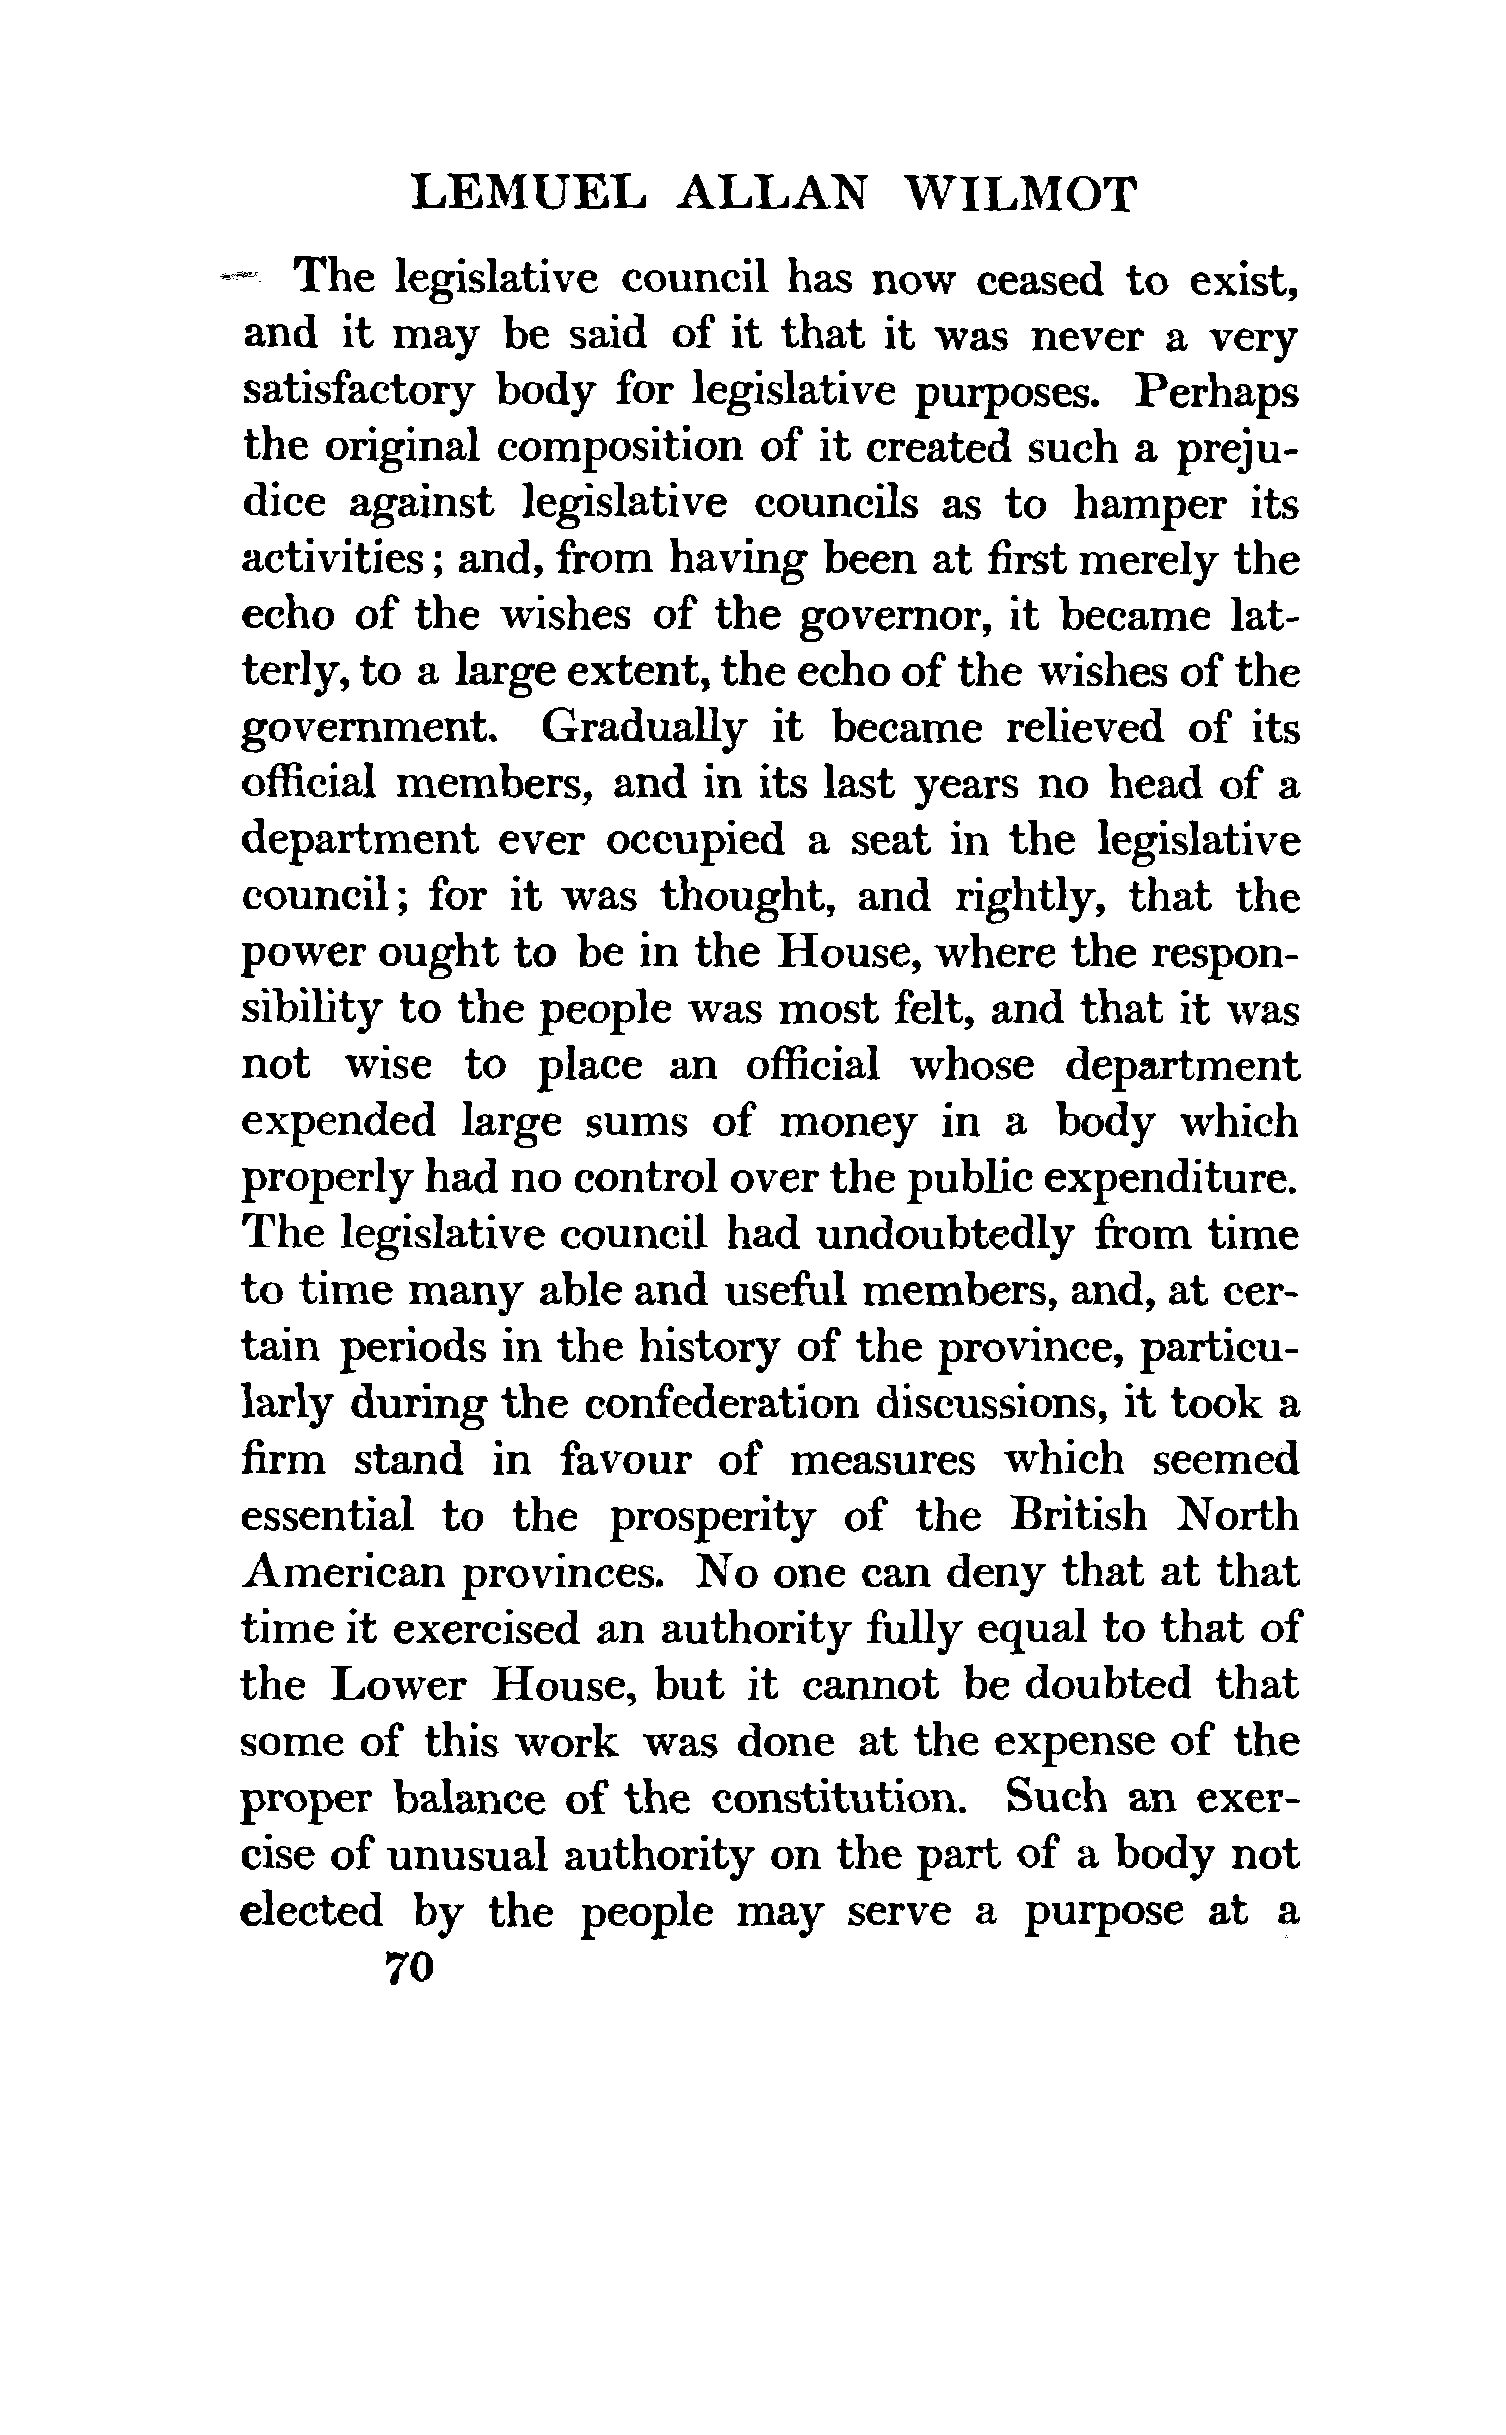 LEMUEL ALLAN WILMOT
The legislative council has now ceased to exist,
and it may be said of it that it was never a very
satisfactory body for legislative purposes. Perhaps
the original composition of it created such a preju-
dice against legislative councils as to hamper its
activities; and, from having been at first merely the
echo of the wishes of the governor, it became lat-
terly, to a large extent, the echo of the wishes of the
government. Gradually it became relieved of its
official members, and in its last years no head of a
department ever occupied a seat in the legislative
council; for it was thought, and rightly, that the
power ought to be in the House, where the respon-
sibility to the people was most felt, and that it was
not wise to place an official whose department
expended large sums of money in a body which
properly had no control over the public expenditure.
The legislative council had undoubtedly from time
to time many able and useful members, and, at cer-
tain periods in the history of the province, particu-
larly during the confederation discussions, it took a
firm stand in favour of measures which seemed
essential to the prosperity of the British North
American provinces. No one can deny that at that
time it exercised an authority fully equal to that of
the Lower House, but it cannot be doubted that
some of this work was done at the expense of the
proper balance of the constitution. Such an exer-
cise of unusual authority on the part of a body not
elected by the people may serve a purpose at a
70